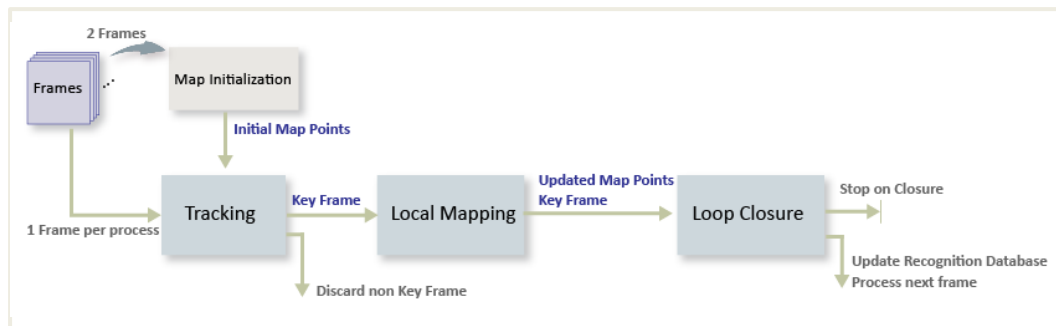 2 Frames
Frames
...
Map Initialization
Initial Map Points
Tracking
1 Frame per process
Key Frame
Discard non Key Frame
Local Mapping
Updated Map Points
Key Frame
Loop Closure
Stop on Closure
Update Recognition Database
Process next frame